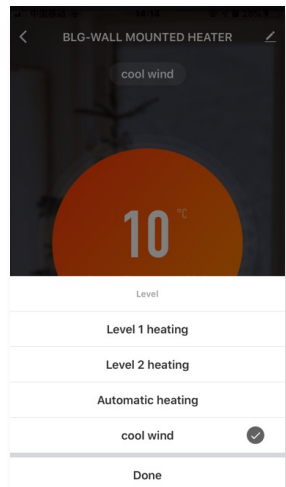 BLG-WALL MOUNTED HEATER
cool wind
10 °C
Level
Level 1 heating
Level 2 heating
Automatic heating
cool wind
Done